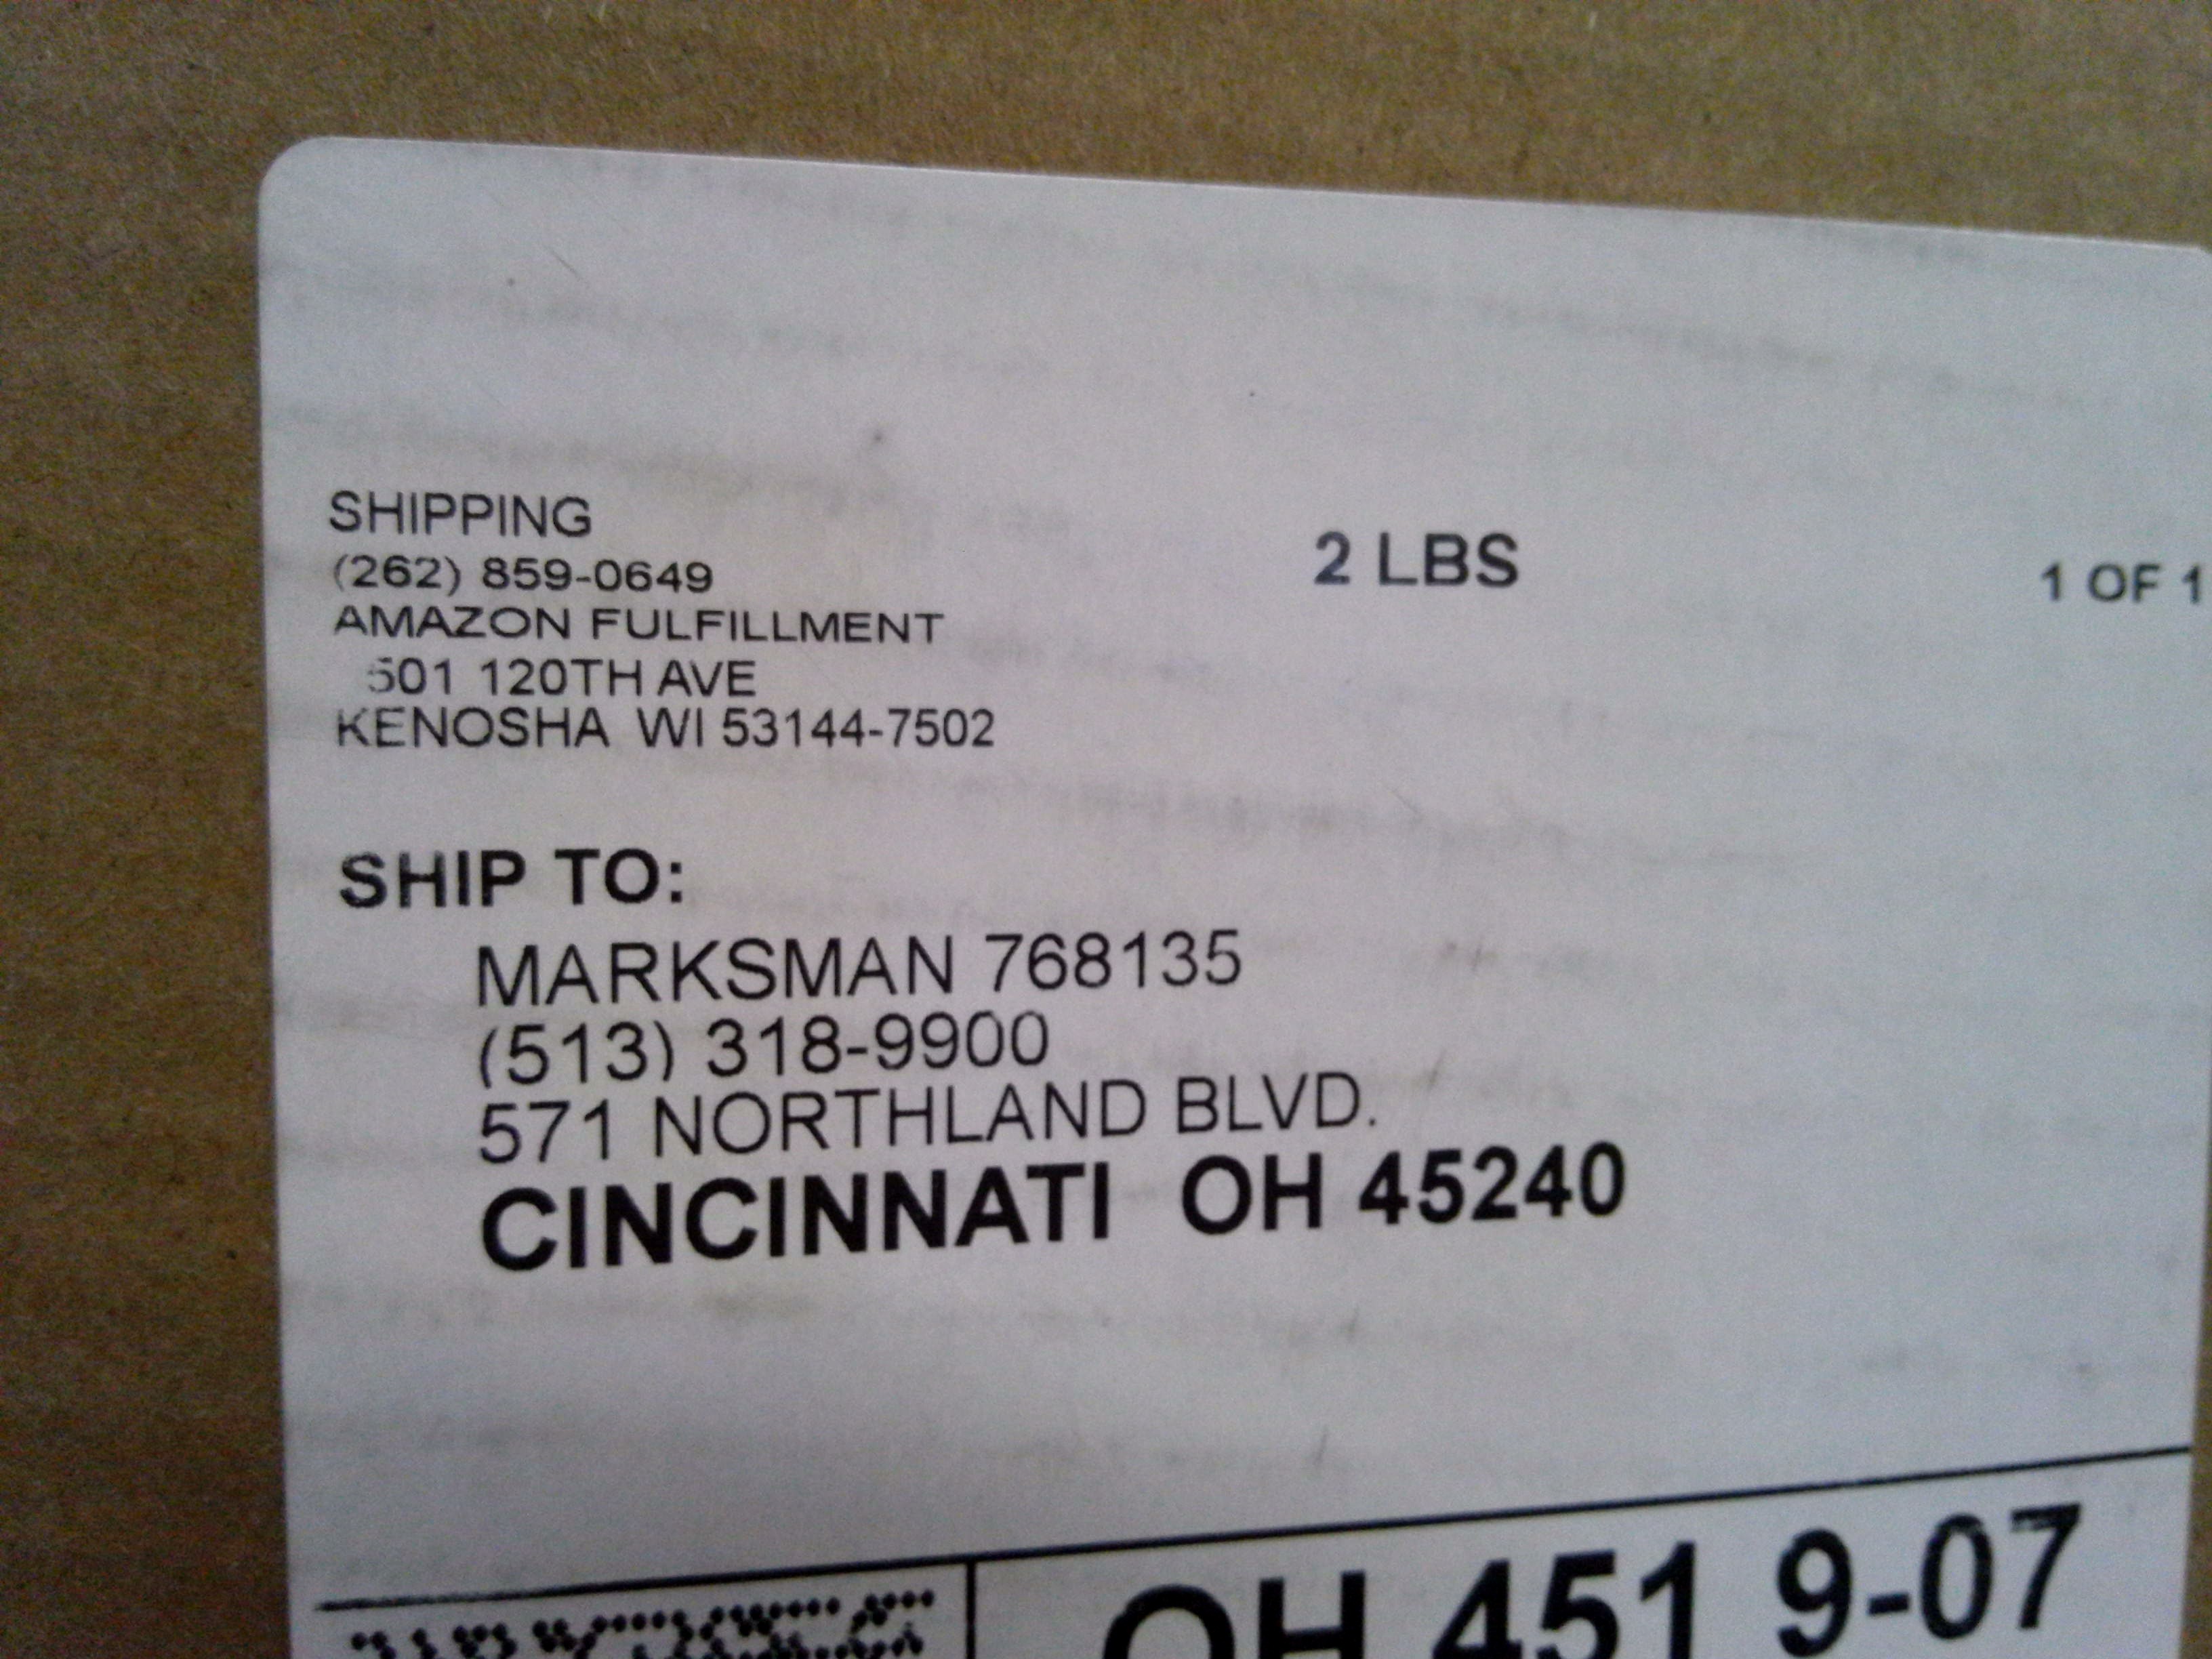 SHIPPING
(262) 859-0649
2 LBS
1 OF 1
AMAZON FULFILLMENT
501 120TH AVE
KENOSHA WI 53144-7502
SHIP TO:
MARKSMAN 768135
(513) 318-9900
571 NORTHLAND BLVD.
CINCINNATI OH 45240
OH 451 9-07